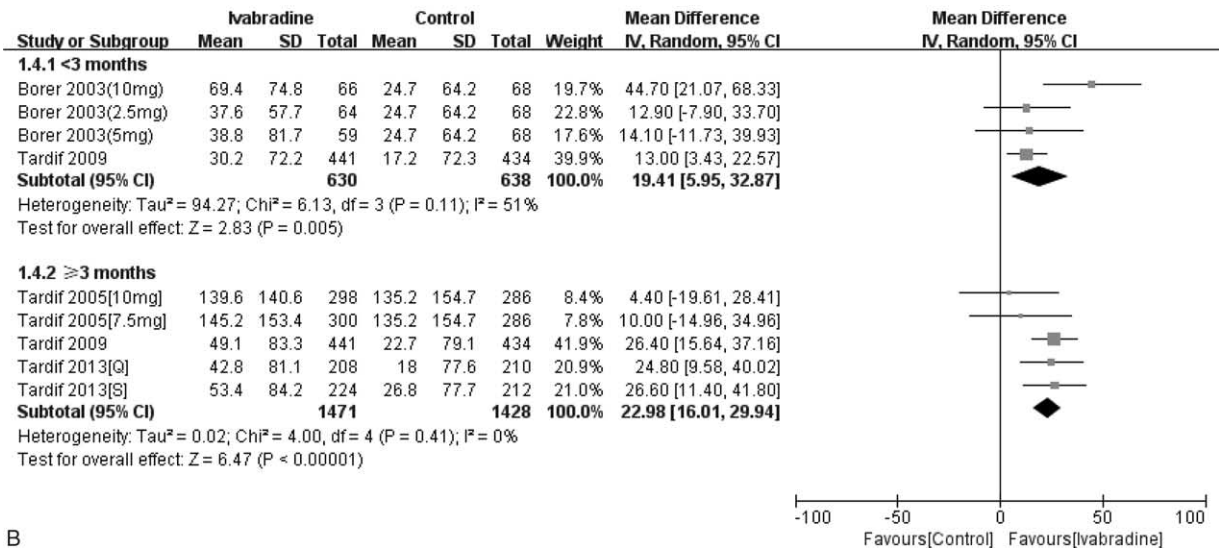 Ivabradine Control Mean Difference Mean Difference
Study or Subgroup Mean SD Total Mean SD Total Weight IV, Random, 95% CI IV, Random, 95% CI
1.4.1 <3 months
Borer 2003(10mg) 69.4 74.8 66 24.7 64.2 68 19.7% 44.70 [21.07, 68.33]
Borer 2003(2.5mg) 37.6 57.7 64 24.7 64.2 68 22.8% 12.90 [-7.90, 33.70]
Borer 2003(5mg) 38.8 81.7 59 24.7 64.2 68 17.6% 14.10 [-11.73, 39.93]
Tardif 2009 30.2 72.2 441 17.2 72.3 434 39.9% 13.00 [3.43, 22.57]
Subtotal (95% CI) 630 638 100.0% 19.41 [5.95, 32.87]
Heterogeneity: Tau² = 94.27; Chi² = 6.13, df = 3 (P = 0.11); I² = 51%
Test for overall effect: Z = 2.83 (P = 0.005)
1.4.2 ≥3 months
Tardif 2005[10mg] 139.6 140.6 298 135.2 154.7 286 8.4% 4.40 [-19.61, 28.41]
Tardif 2005[7.5mg] 145.2 153.4 300 135.2 154.7 286 7.8% 10.00 [-14.96, 34.96]
Tardif 2009 49.1 83.3 441 22.7 79.1 434 41.9% 26.40 [15.64, 37.16]
Tardif 2013[Q] 42.8 81.1 208 18 77.6 210 20.9% 24.80 [9.58, 40.02]
Tardif 2013[S] 53.4 84.2 224 26.8 77.7 212 21.0% 26.60 [11.40, 41.80]
Subtotal (95% CI) 1471 1428 100.0% 22.98 [16.01, 29.94]
Heterogeneity: Tau² = 0.02; Chi² = 4.00, df = 4 (P = 0.41); I² = 0%
Test for overall effect: Z = 6.47 (P < 0.00001)
-100 -50 0 50 100
Favours[Control] Favours[Ivabradine]
B